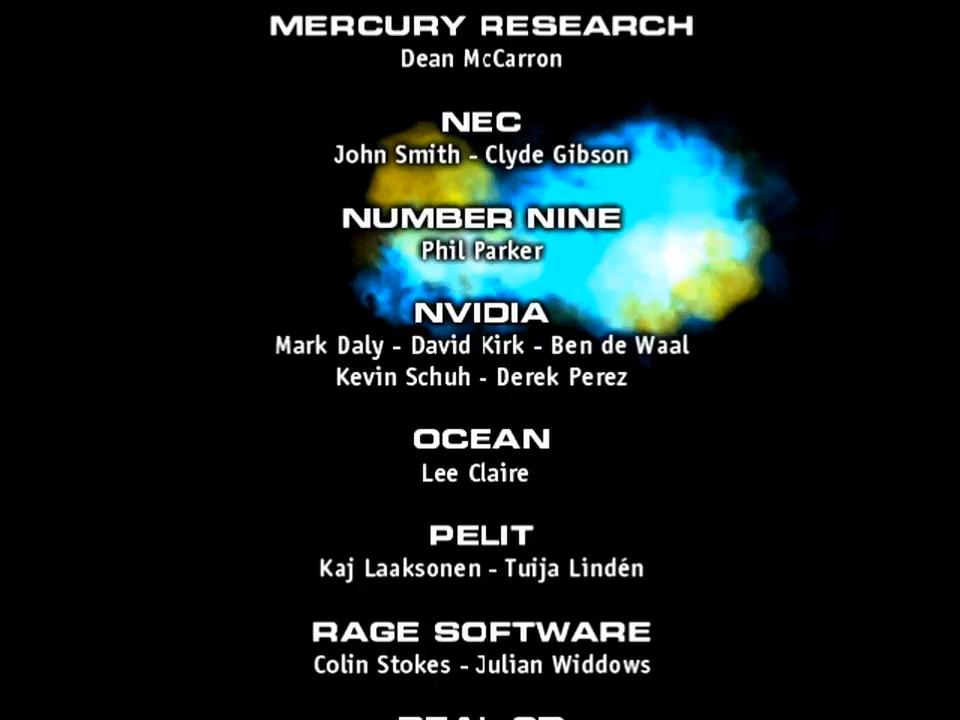 MERCURY RESEARCH
Dean McCarron
NEC
John Smith - Clyde Gibson
NUMBER NINE
Phil Parker
NVIDIA
Mark Daly - David Kirk - Ben de Waal
Kevin Schuh - Derek Perez
OCEAN
Lee Claire
PELIT
Kaj Laaksonen - Tuija Lindén
RAGE SOFTWARE
Colin Stokes - Julian Widdows